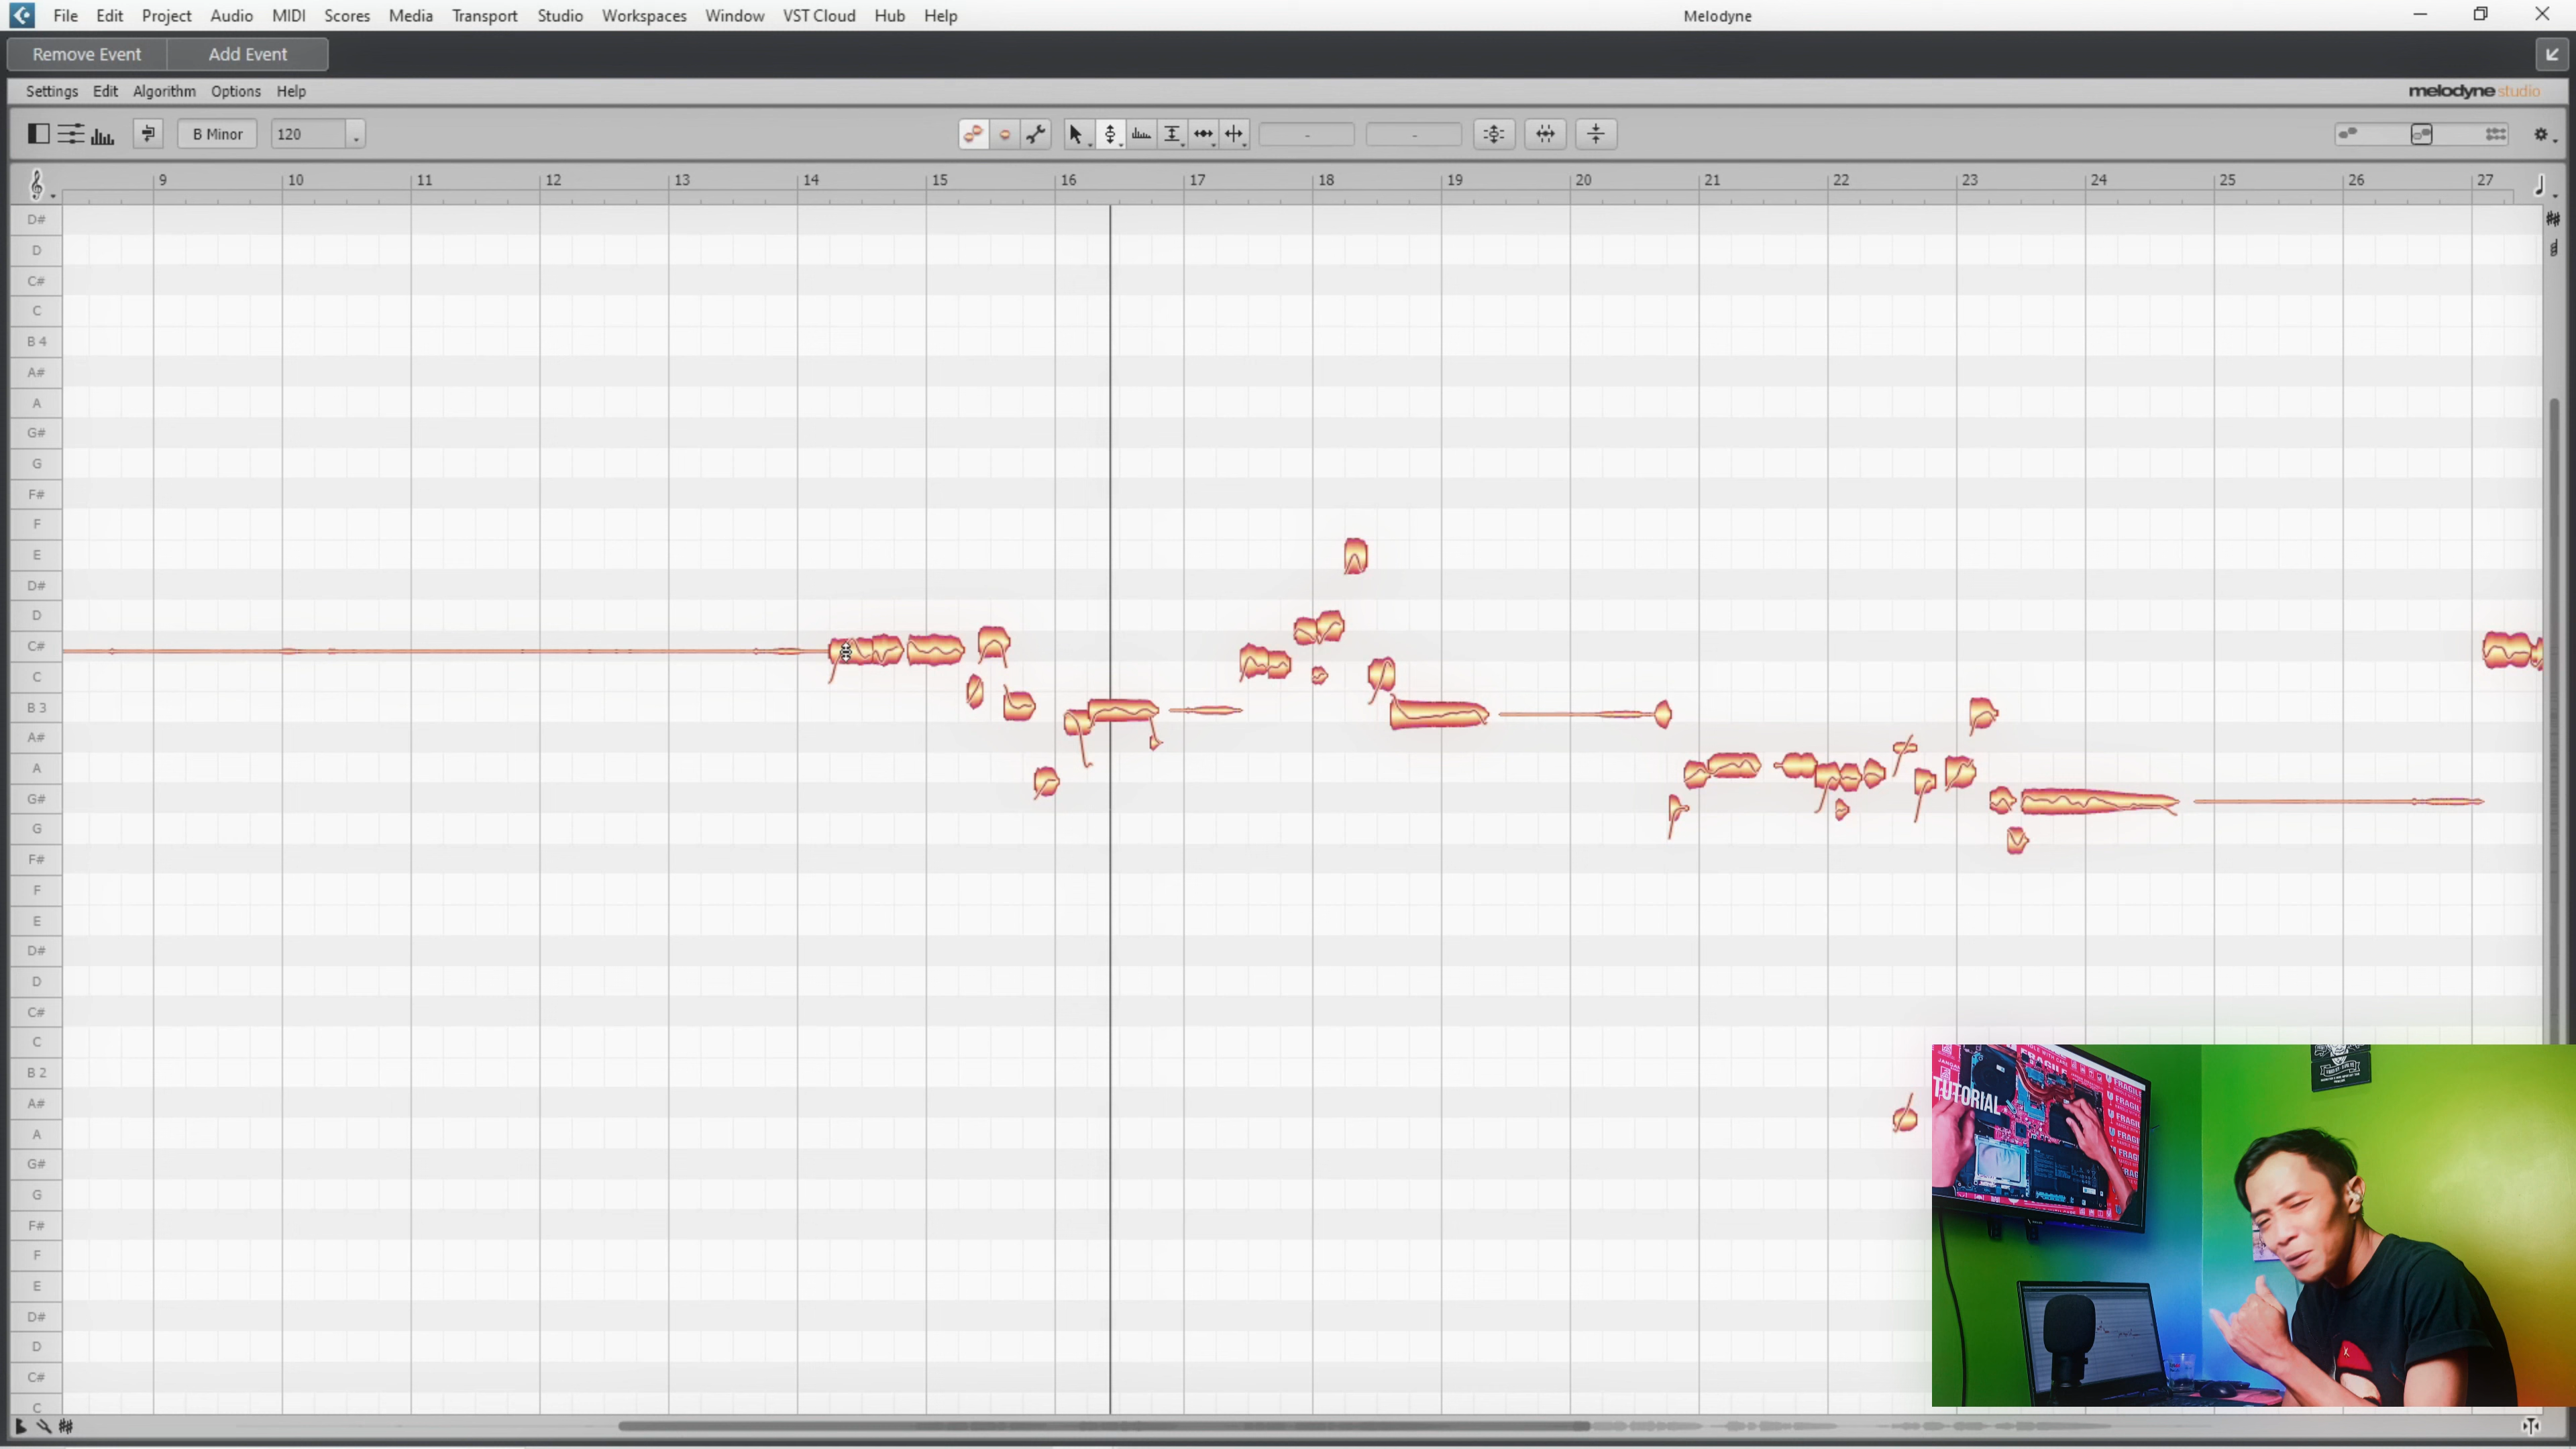 File Edit Project Audio MIDI Scores Media Transport Studio Workspaces Window VST Cloud Hub Help Melodyne
Remove Event Add Event
Settings Edit Algorithm Options Help melodyne studio
B Minor 120 - -
9 10 11 12 13 14 15 16 17 18 19 20 21 22 23 24 25 26 27
D#
D
C#
C
B 4
A#
A
G#
G
F#
F
E
D#
D
C#
C
B 3
A#
A
G#
G
F#
F
E
D#
D
C#
C
B 2
A#
A
G#
G
F#
F
E
D#
D
C#
C
TUTORIAL
FRAGILE